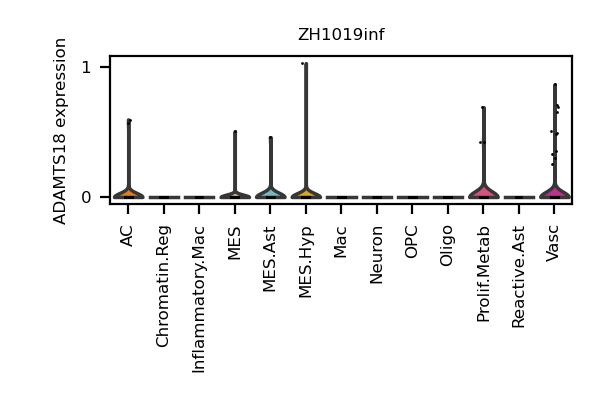 ZH1019inf
ADAMTS18 expression
1
0
AC
Chromatin.Reg
Inflammatory.Mac
MES
MES.Ast
MES.Hyp
Mac
Neuron
OPC
Oligo
Prolif.Metab
Reactive.Ast
Vasc